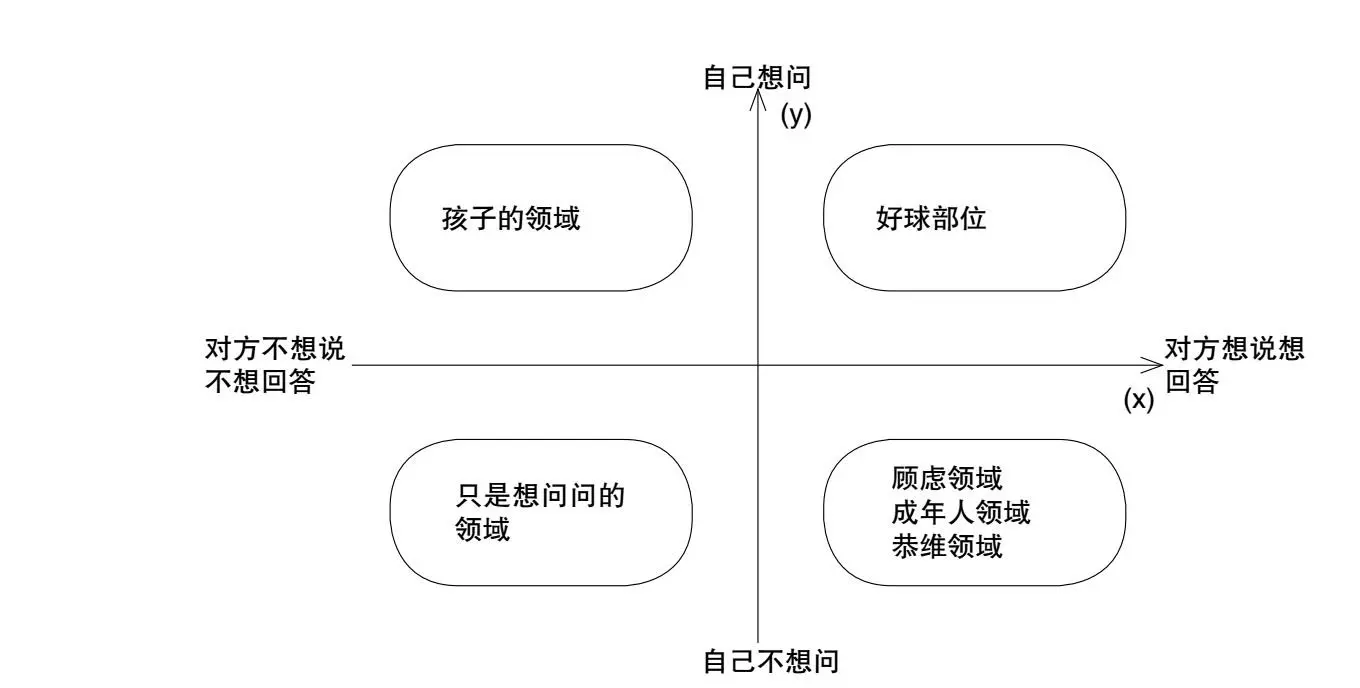 自己想问
(y)
孩子的领域
好球部位
对方不想说
不想回答
对方想说想
回答
(x)
只是想问问的
领域
顾虑领域
成年人领域
恭维领域
自己不想问